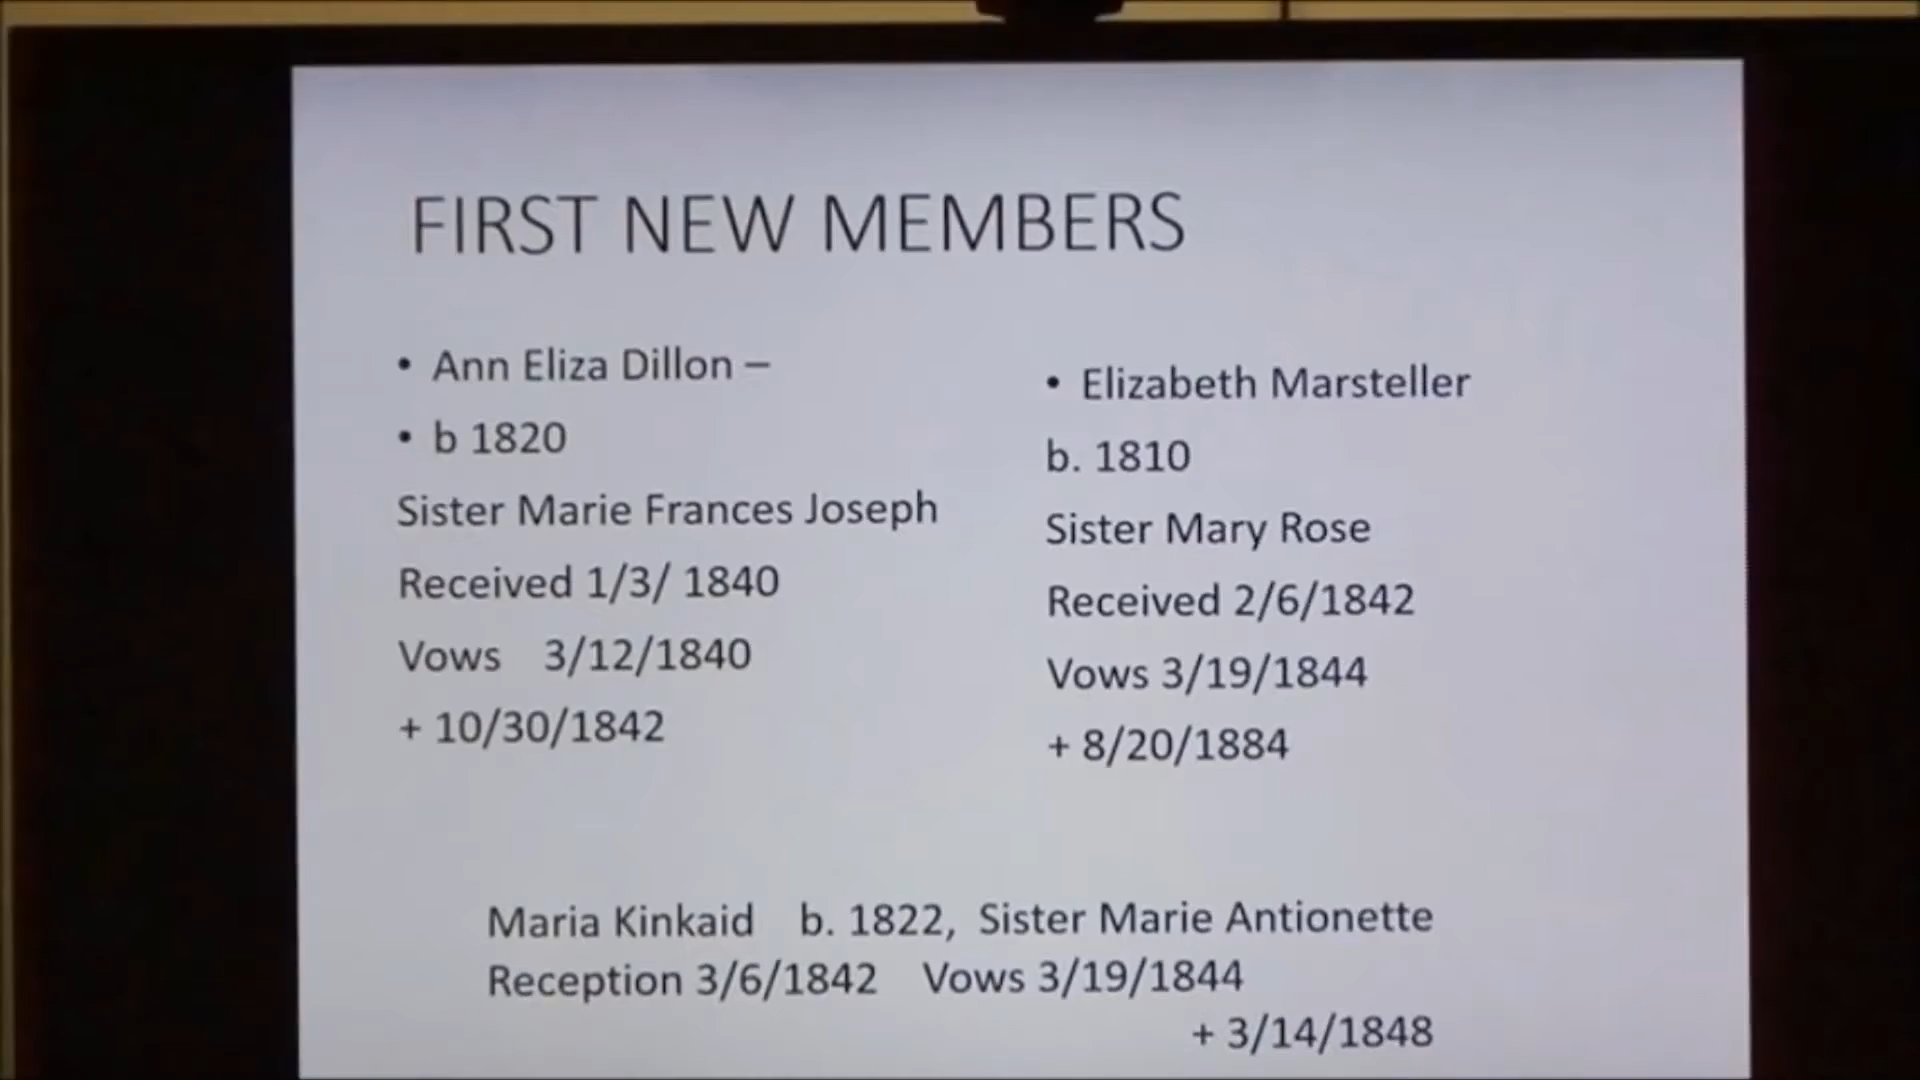 FIRST NEW MEMBERS
• Ann Eliza Dillon –
• b 1820
Sister Marie Frances Joseph
Received 1/3/ 1840
Vows 3/12/1840
+ 10/30/1842
• Elizabeth Marsteller
b. 1810
Sister Mary Rose
Received 2/6/1842
Vows 3/19/1844
+ 8/20/1884
Maria Kinkaid b. 1822, Sister Marie Antionette
Reception 3/6/1842 Vows 3/19/1844
+ 3/14/1848